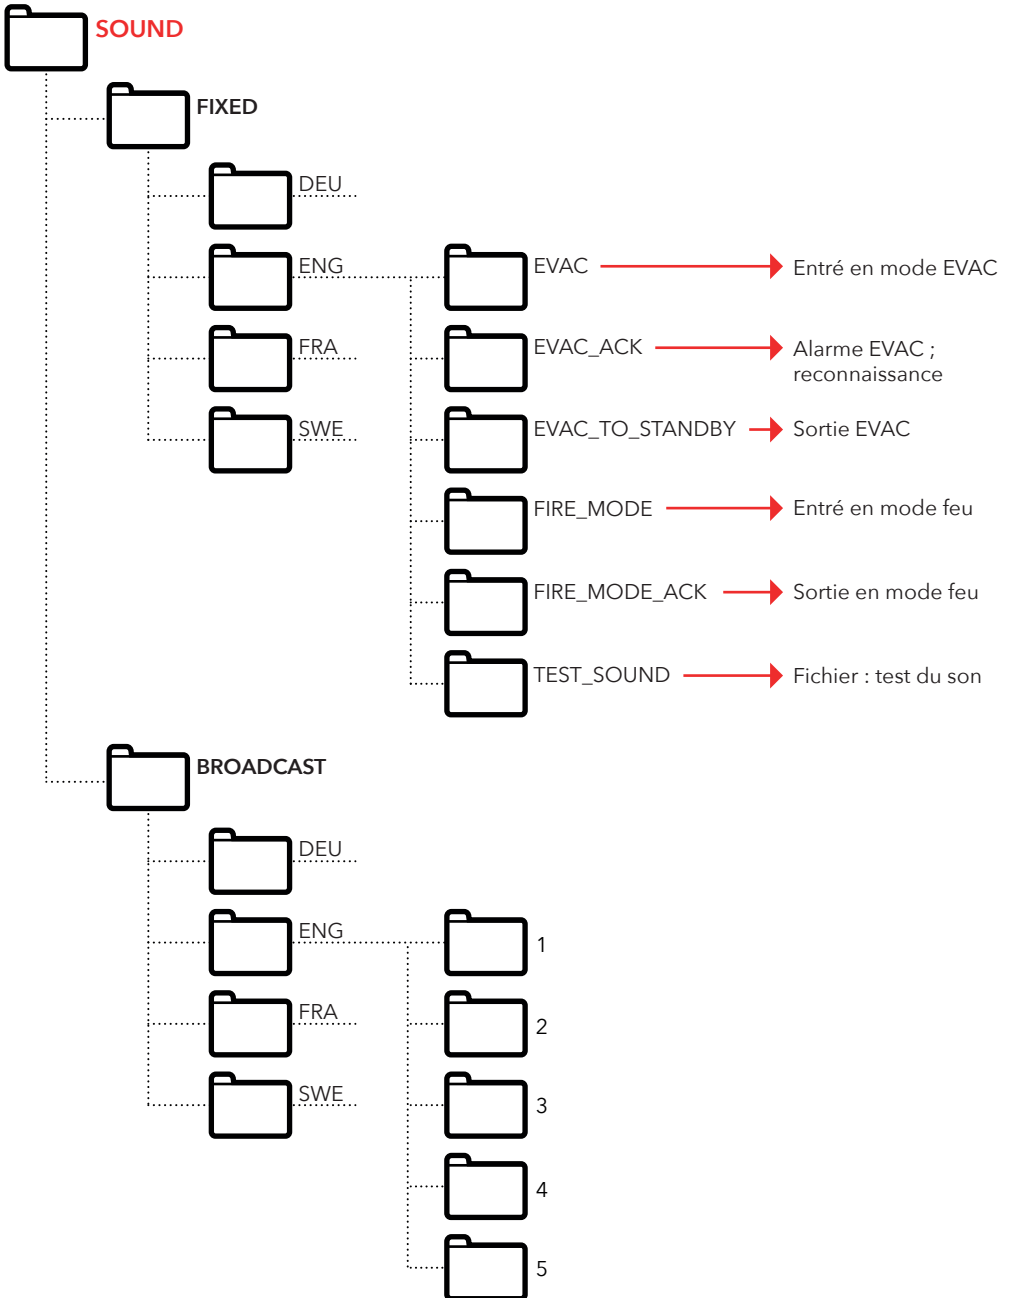 SOUND
FIXED
DEU
ENG
EVAC
Entré en mode EVAC
FRA
EVAC_ACK
Alarme EVAC ;
reconnaissance
SWE
EVAC_TO_STANDBY
Sortie EVAC
FIRE_MODE
Entré en mode feu
FIRE_MODE_ACK
Sortie en mode feu
TEST_SOUND
Fichier : test du son
BROADCAST
DEU
ENG
1
FRA
2
SWE
3
4
5